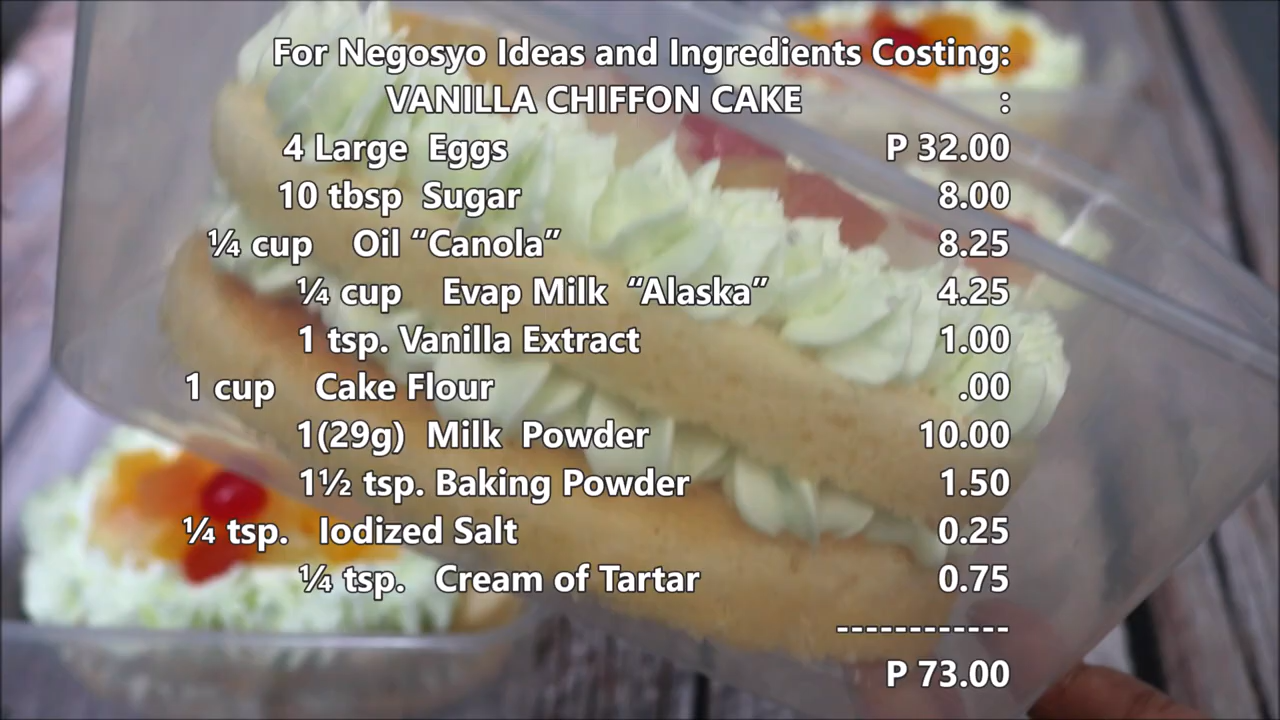 For Negosyo Ideas and Ingredients Costing:
VANILLA CHIFFON CAKE :
4 Large Eggs P 32.00
10 tbsp Sugar 8.00
¼ cup Oil “Canola” 8.25
¼ cup Evap Milk “Alaska” 4.25
1 tsp. Vanilla Extract 1.00
1 cup Cake Flour .00
1(29g) Milk Powder 10.00
1½ tsp. Baking Powder 1.50
¼ tsp. Iodized Salt 0.25
¼ tsp. Cream of Tartar 0.75
------------
P 73.00